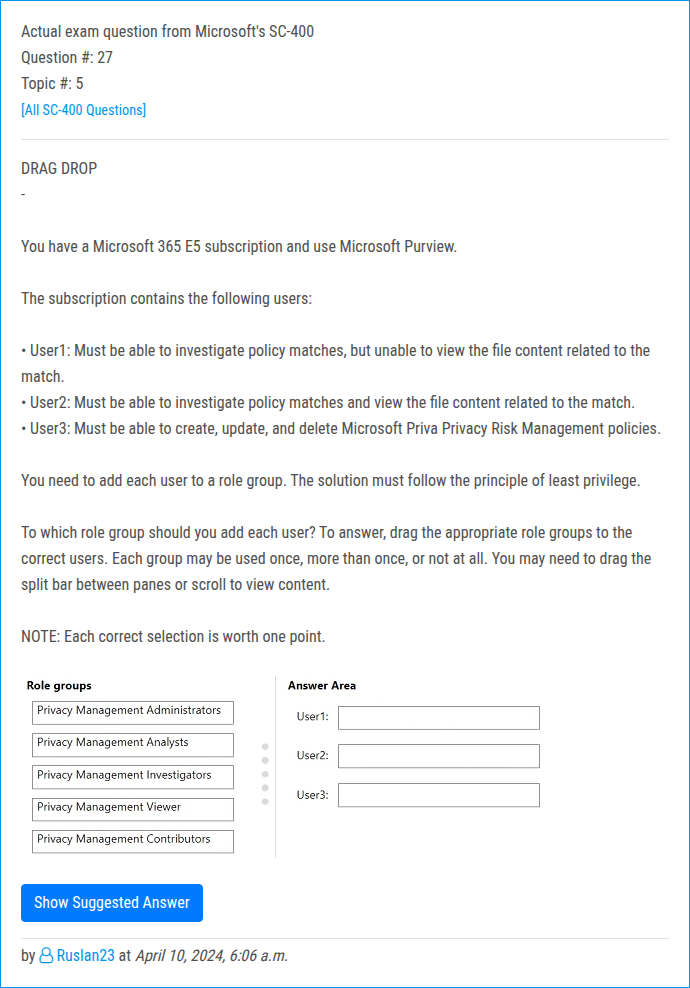 Actual exam question from Microsoft's SC-400
Question #: 27
Topic #: 5
[All SC-400 Questions]
DRAG DROP
-
You have a Microsoft 365 E5 subscription and use Microsoft Purview.
The subscription contains the following users:
• User1: Must be able to investigate policy matches, but unable to view the file content related to the
match.
• User2: Must be able to investigate policy matches and view the file content related to the match.
• User3: Must be able to create, update, and delete Microsoft Priva Privacy Risk Management policies.
You need to add each user to a role group. The solution must follow the principle of least privilege.
To which role group should you add each user? To answer, drag the appropriate role groups to the
correct users. Each group may be used once, more than once, or not at all. You may need to drag the
split bar between panes or scroll to view content.
NOTE: Each correct selection is worth one point.
Role groups
Privacy Management Administrators
Privacy Management Analysts
Privacy Management Investigators
Privacy Management Viewer
Privacy Management Contributors
Answer Area
User1:
User2:
User3:
Show Suggested Answer
by Ruslan23 at April 10, 2024, 6:06 a.m.